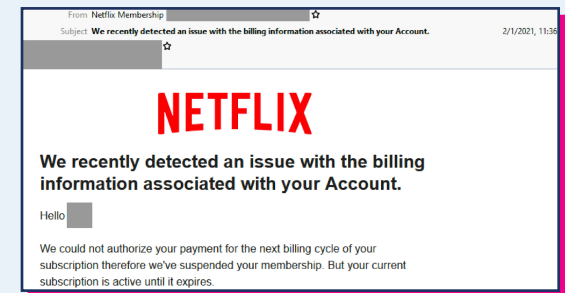 From Netflix Membership
Subject We recently detected an issue with the billing information associated with your Account. 2/1/2021, 11:36
NETFLIX
We recently detected an issue with the billing
information associated with your Account.
Hello
We could not authorize your payment for the next billing cycle of your
subscription therefore we've suspended your membership. But your current
subscription is active until it expires.